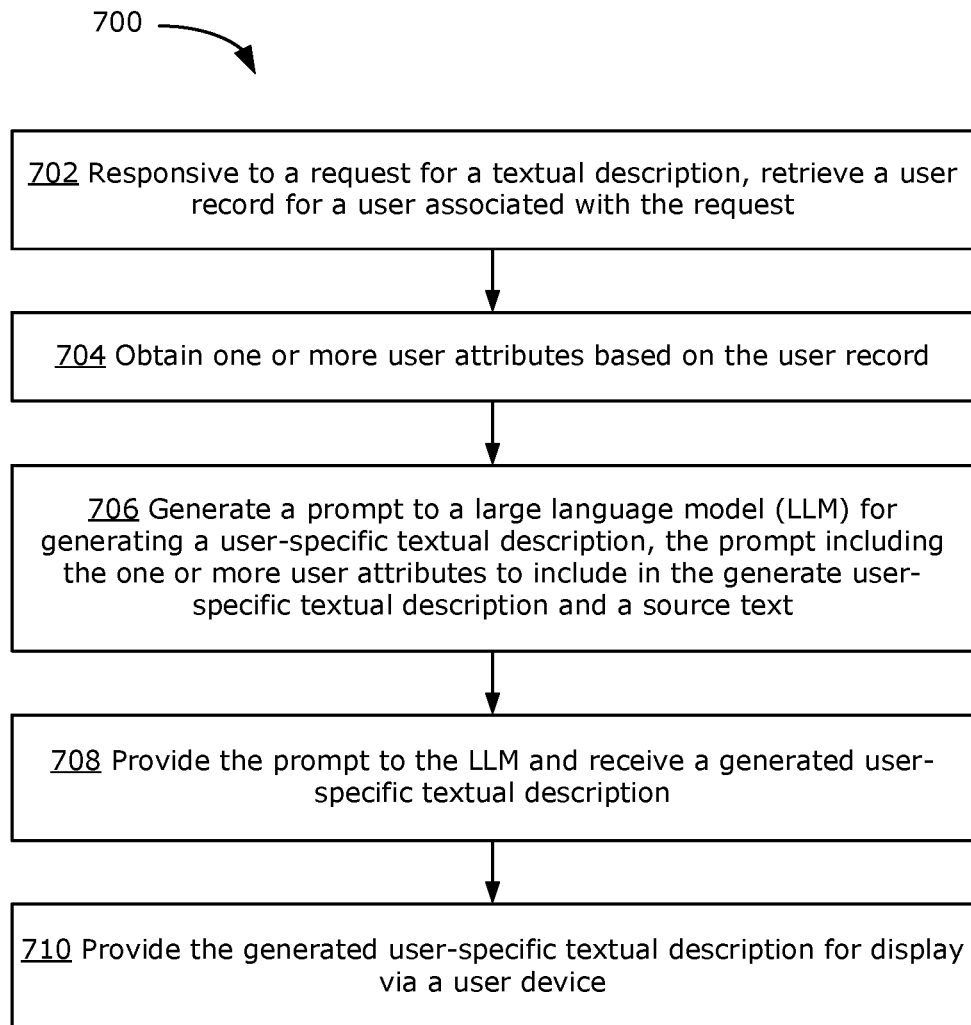 700
702 Responsive to a request for a textual description, retrieve a user
record for a user associated with the request
704 Obtain one or more user attributes based on the user record
706 Generate a prompt to a large language model (LLM) for
generating a user-specific textual description, the prompt including
the one or more user attributes to include in the generate user-
specific textual description and a source text
708 Provide the prompt to the LLM and receive a generated user-
specific textual description
710 Provide the generated user-specific textual description for display
via a user device